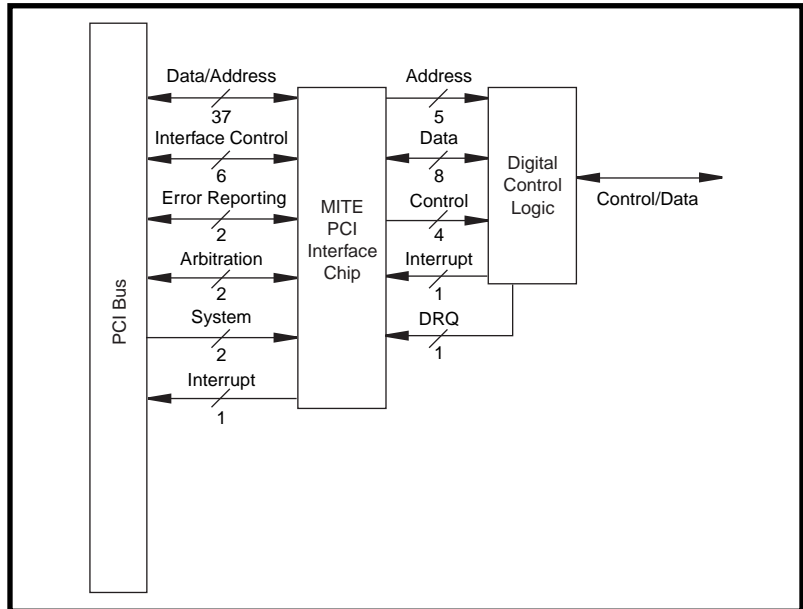 PCI Bus
Data/Address
37
Interface Control
6
Error Reporting
2
Arbitration
2
System
2
Interrupt
1
MITE
PCI
Interface
Chip
Address
5
Data
8
Control
4
Interrupt
1
DRQ
1
Digital
Control
Logic
Control/Data